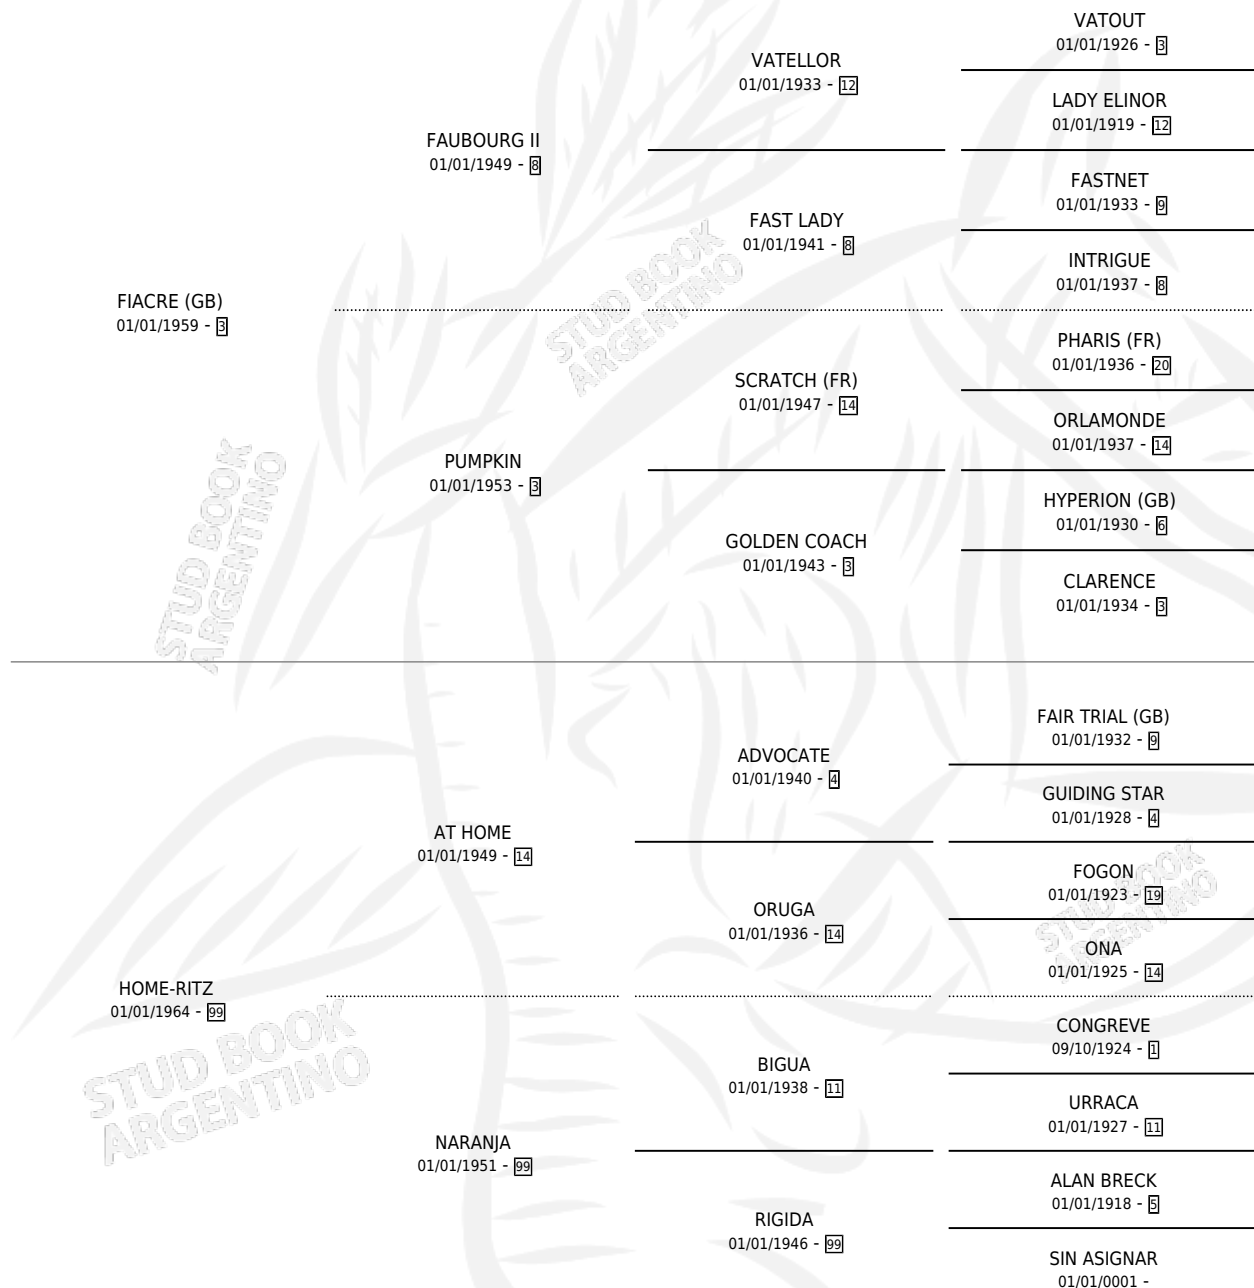 VATOUT
01/01/1926 - 3
VATELLOR
01/01/1933 - 12
LADY ELINOR
01/01/1919 - 12
FAUBOURG II
01/01/1949 - 8
FASTNET
01/01/1933 - 9
FAST LADY
01/01/1941 - 8
INTRIGUE
01/01/1937 - 8
FIACRE (GB)
01/01/1959 - 3
PHARIS (FR)
01/01/1936 - 20
SCRATCH (FR)
01/01/1947 - 14
ORLAMONDE
01/01/1937 - 14
PUMPKIN
01/01/1953 - 3
HYPERION (GB)
01/01/1930 - 6
GOLDEN COACH
01/01/1943 - 3
CLARENCE
01/01/1934 - 3
FAIR TRIAL (GB)
01/01/1932 - 9
ADVOCATE
01/01/1940 - 4
GUIDING STAR
01/01/1928 - 4
AT HOME
01/01/1949 - 14
FOGON
01/01/1923 - 19
ORUGA
01/01/1936 - 14
ONA
01/01/1925 - 14
HOME-RITZ
01/01/1964 - 99
CONGREVE
09/10/1924 - 1
BIGUA
01/01/1938 - 11
URRACA
01/01/1927 - 11
NARANJA
01/01/1951 - 99
ALAN BRECK
01/01/1918 - 5
RIGIDA
01/01/1946 - 99
SIN ASIGNAR
01/01/0001 -
STUD BOOK
ARGENTINO
STUD BOOK
ARGENTINO
STUD BOOK
ARGENTINO
STUD BOOK
ARGENTINO